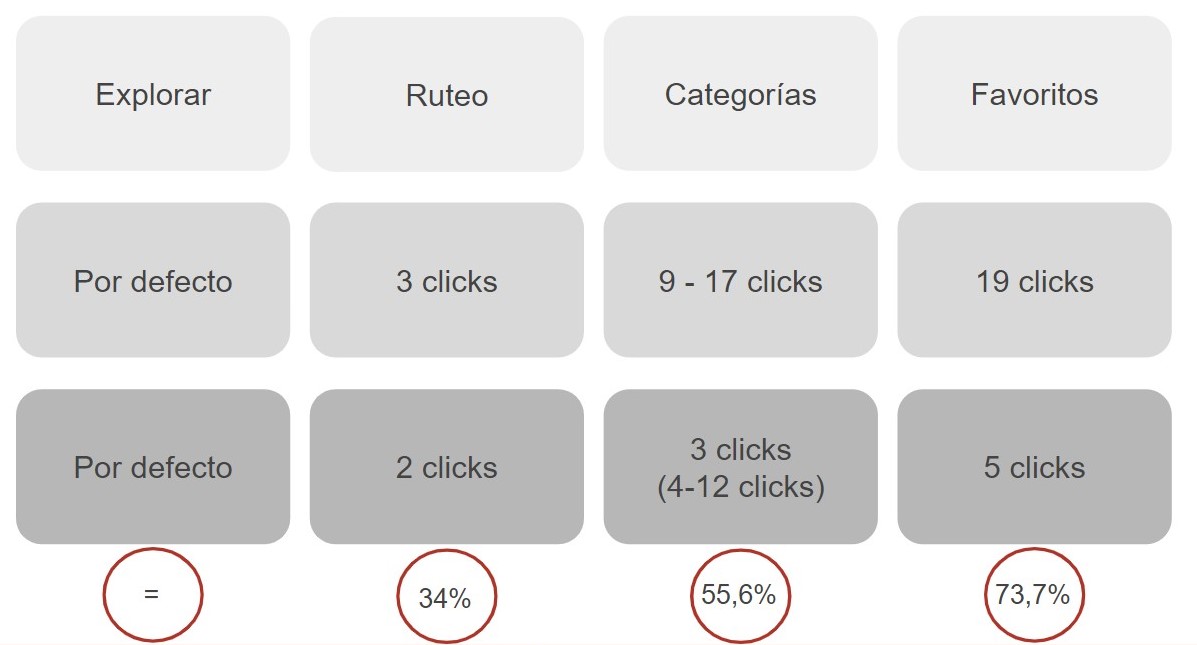 Explorar
Ruteo
Categorías
Favoritos
Por defecto
3 clicks
9 - 17 clicks
19 clicks
Por defecto
2 clicks
3 clicks
(4-12 clicks)
5 clicks
=
34%
55,6%
73,7%